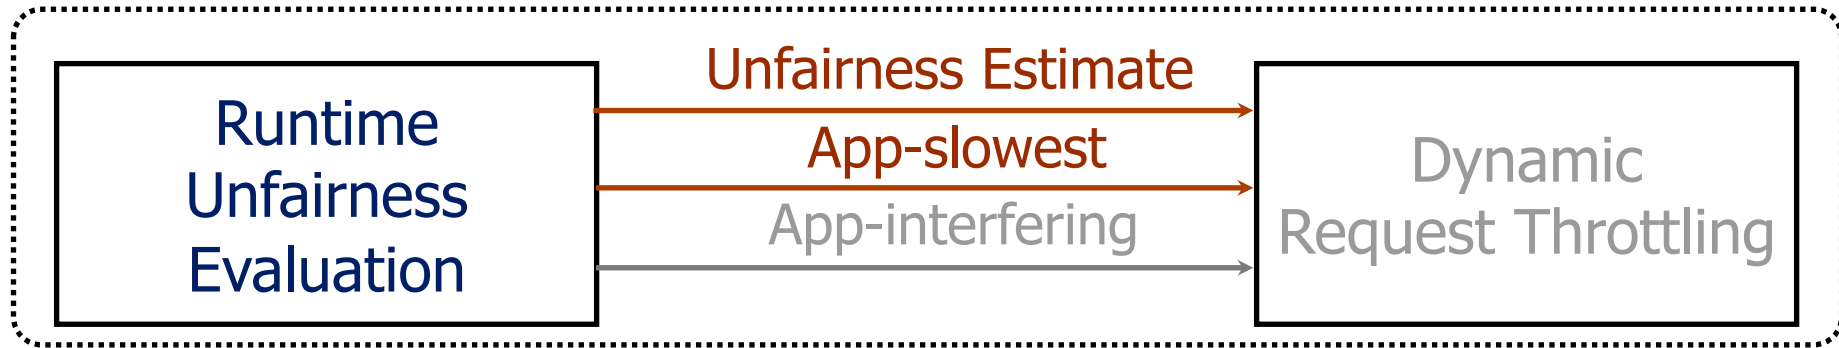 Runtime
Unfairness
Evaluation
Unfairness Estimate
App-slowest
App-interfering
Dynamic
Request Throttling